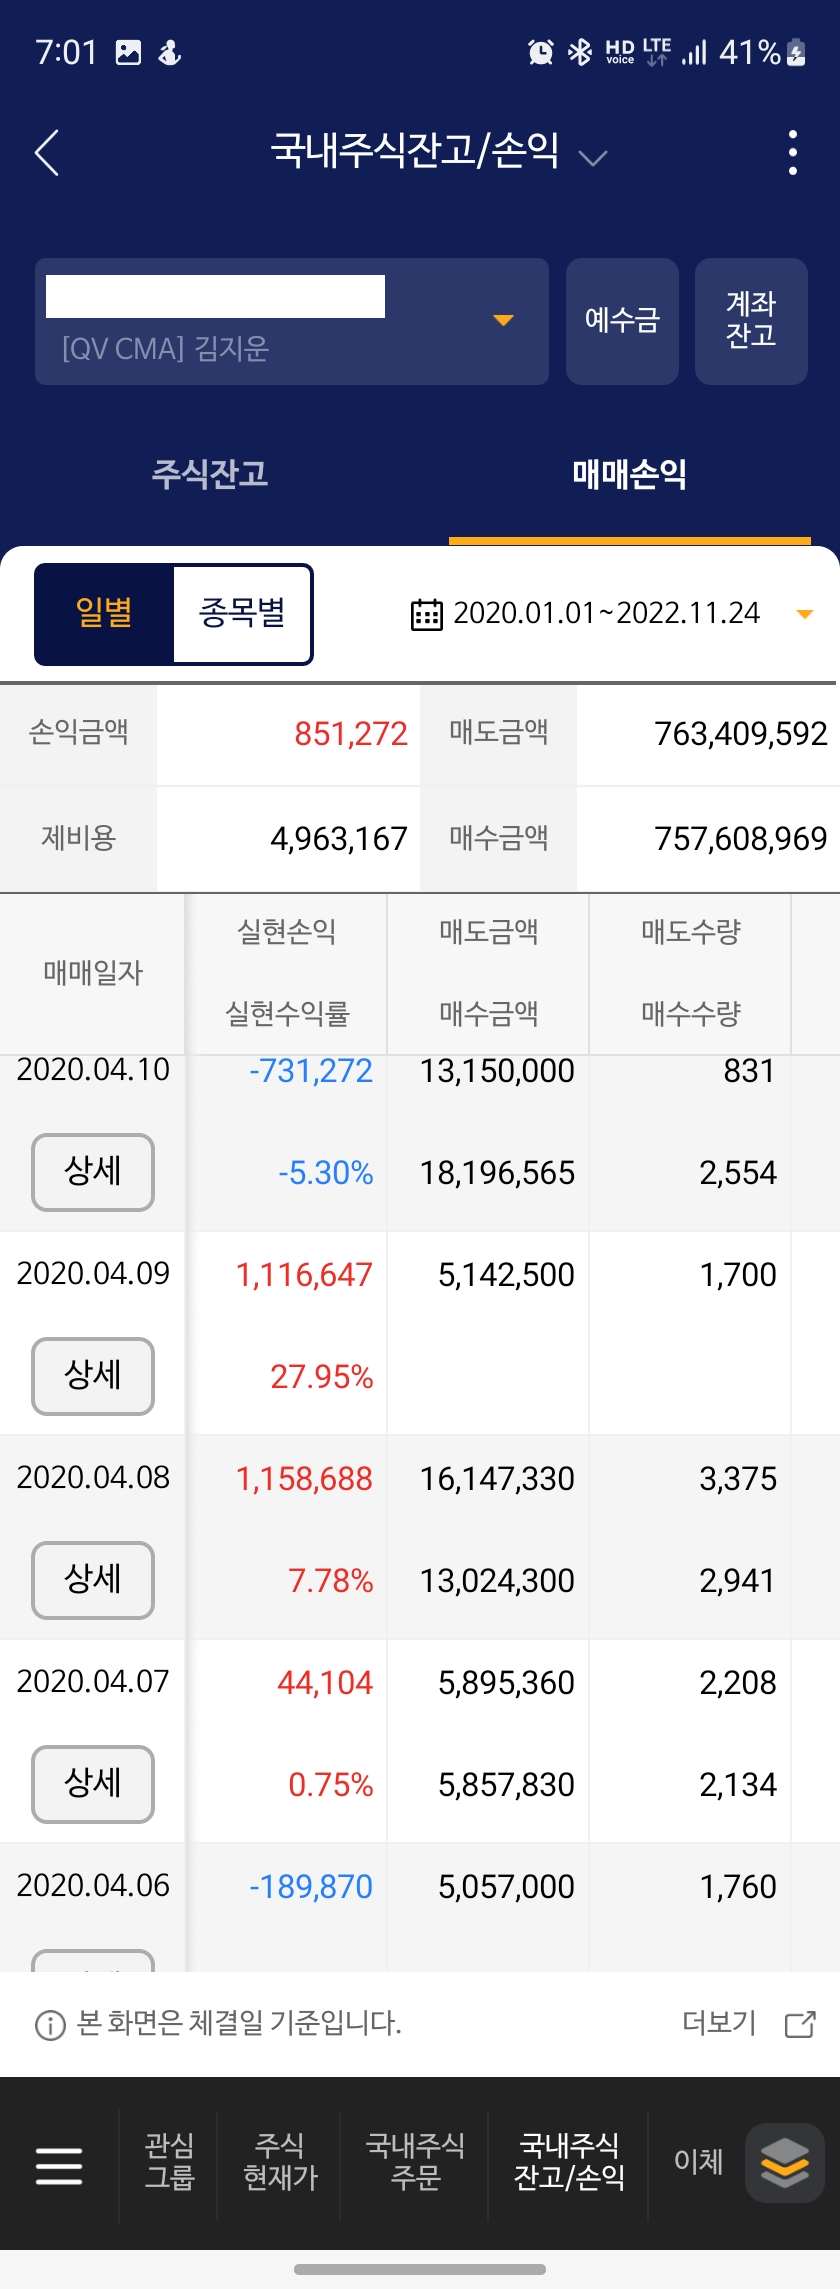 7:01 HD voice LTE 41%
국내주식잔고/손익
[QV CMA] 김지운
예수금
계좌
잔고
주식잔고 매매손익
일별 종목별 2020.01.01~2022.11.24
손익금액 851,272 매도금액 763,409,592
제비용 4,963,167 매수금액 757,608,969
매매일자
실현손익 매도금액 매도수량
실현수익률 매수금액 매수수량
2020.04.10 -731,272 13,150,000 831
상세 -5.30% 18,196,565 2,554
2020.04.09 1,116,647 5,142,500 1,700
상세 27.95%
2020.04.08 1,158,688 16,147,330 3,375
상세 7.78% 13,024,300 2,941
2020.04.07 44,104 5,895,360 2,208
상세 0.75% 5,857,830 2,134
2020.04.06 -189,870 5,057,000 1,760
본 화면은 체결일 기준입니다. 더보기
관심
그룹
주식
현재가
국내주식
주문
국내주식
잔고/손익
이체